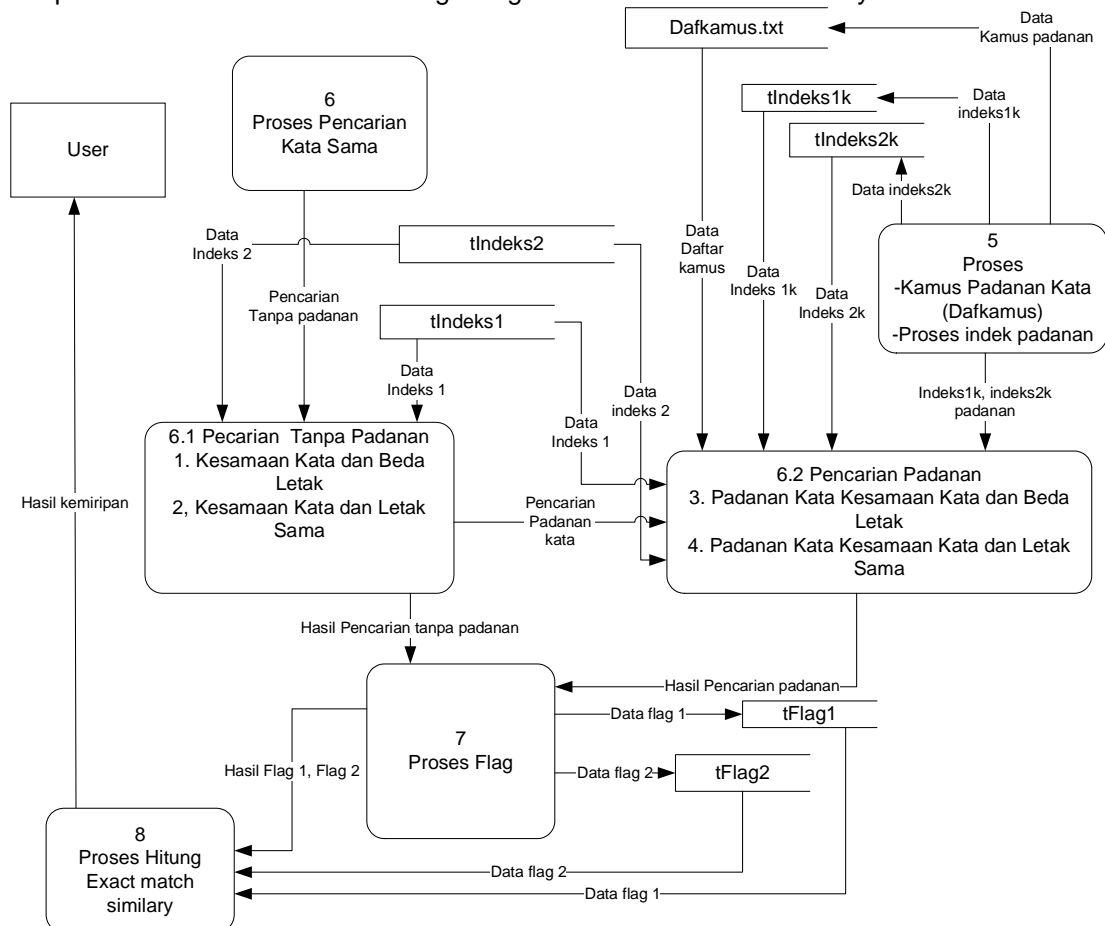 Dafkamus.txt
Data
Kamus padanan
6
Proses Pencarian
Kata Sama
User
tIndeks1k
Data
indeks1k
tIndeks2k
Data indeks2k
Data
Indeks 2
tIndeks2
Data
Daftar
kamus
5
Proses
-Kamus Padanan Kata
(Dafkamus)
-Proses indek padanan
Data
Indeks 1k
Data
Indeks 2k
Pencarian
Tanpa padanan
tIndeks1
Data
Indeks 1
Data
indeks 2
Data
Indeks 1
Indeks1k, indeks2k
padanan
6.1 Pecarian Tanpa Padanan
1. Kesamaan Kata dan Beda
Letak
2, Kesamaan Kata dan Letak
Sama
6.2 Pencarian Padanan
3. Padanan Kata Kesamaan Kata dan Beda
Letak
4. Padanan Kata Kesamaan Kata dan Letak
Sama
Hasil kemiripan
Pencarian
Padanan
kata
Hasil Pencarian tanpa padanan
Hasil Pencarian padanan
7
Proses Flag
Data flag 1
tFlag1
Hasil Flag 1, Flag 2
Data flag 2
tFlag2
8
Proses Hitung
Exact match
similary
Data flag 2
Data flag 1